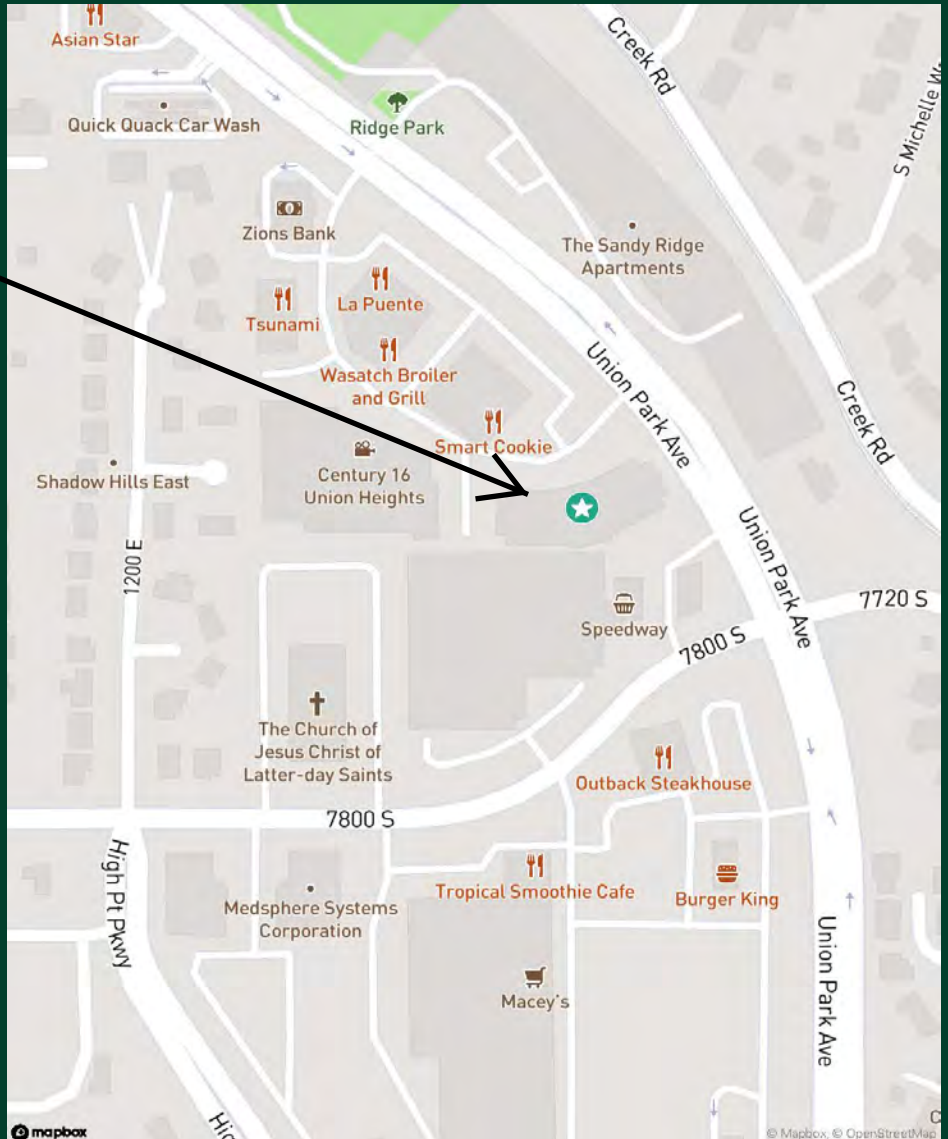 Asian Star
Creek Rd
Quick Quack Car Wash
Ridge Park
S Michelle W
Zions Bank
The Sandy Ridge
Apartments
La Puente
Tsunami
Wasatch Broiler
and Grill
Union Park Ave
Creek Rd
Smart Cookie
Century 16
Union Heights
Shadow Hills East
Union Park Ave
1200 E
7720 S
Speedway
7800 S
The Church of
Jesus Christ of
Latter-day Saints
Outback Steakhouse
7800 S
High Pt Pkwy
Tropical Smoothie Cafe
Burger King
Medsphere Systems
Corporation
Union Park Ave
Macey's
Hig
C
mapbox
© Mapbox, © OpenStreetMap